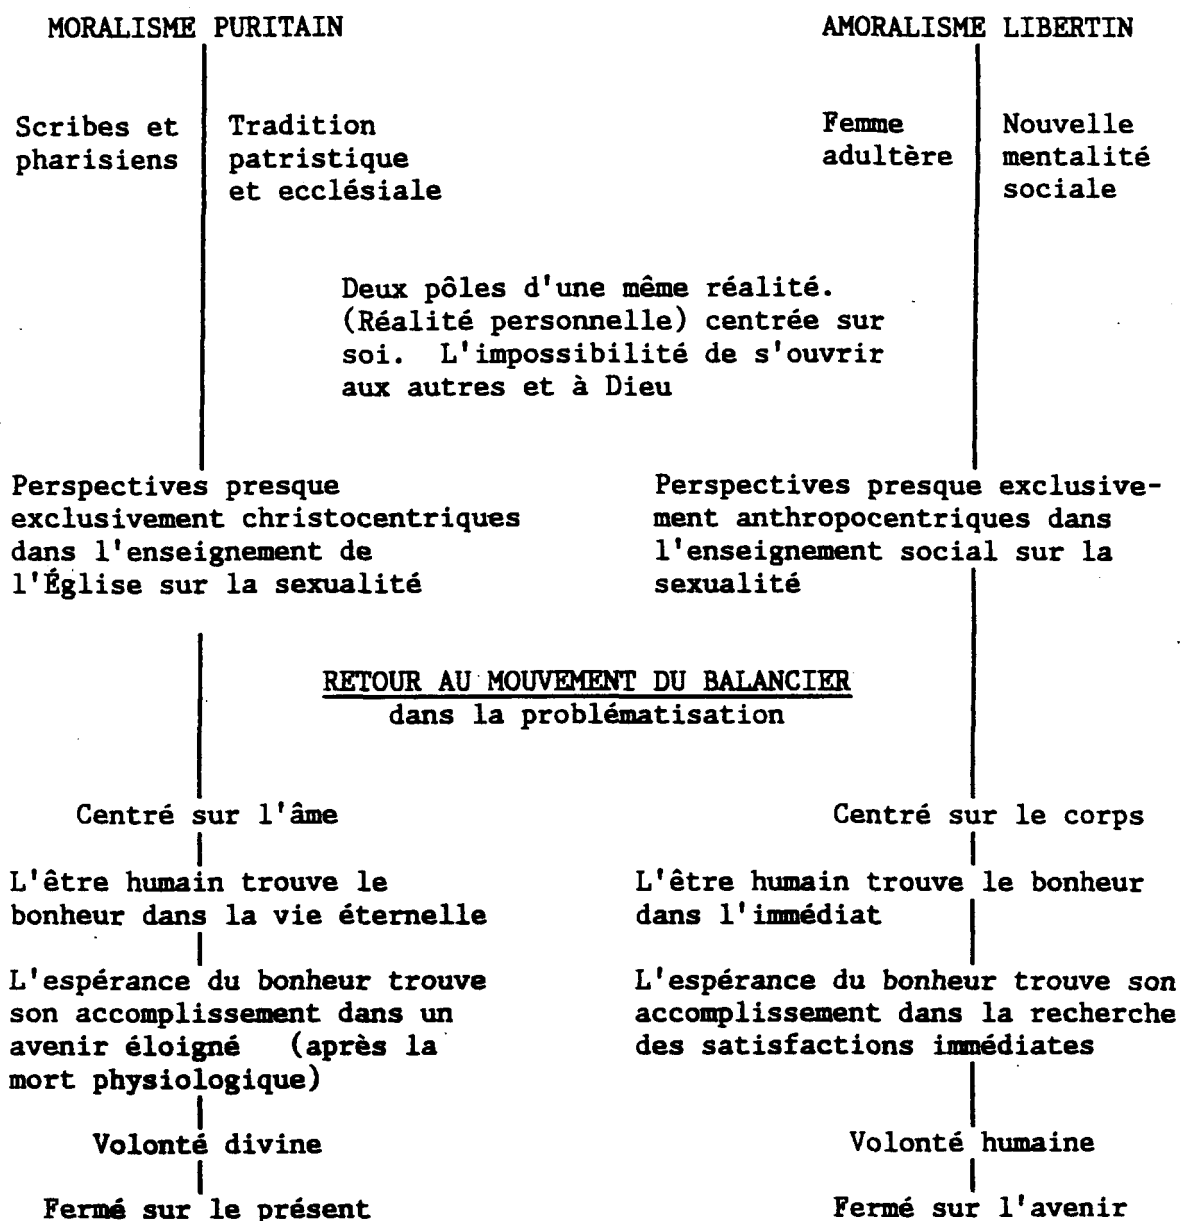 MORALISME PURITAIN
AMORALISME LIBERTIN
Scribes et
pharisiens
Tradition
patristique
et ecclésiale
Femme
adultère
Nouvelle
mentalité
sociale
Deux pôles d'une même réalité.
(Réalité personnelle) centrée sur
soi. L'impossibilité de s'ouvrir
aux autres et à Dieu
Perspectives presque
exclusivement christocentriques
dans l'enseignement de
l'Église sur la sexualité
Perspectives presque exclusive-
ment anthropocentriques dans
l'enseignement social sur la
sexualité
RETOUR AU MOUVEMENT DU BALANCIER
dans la problématisation
Centré sur l'âme
L'être humain trouve le
bonheur dans la vie éternelle
L'espérance du bonheur trouve
son accomplissement dans un
avenir éloigné (après la
mort physiologique)
Volonté divine
Fermé sur le présent
Centré sur le corps
L'être humain trouve le bonheur
dans l'immédiat
L'espérance du bonheur trouve son
accomplissement dans la recherche
des satisfactions immédiates
Volonté humaine
Fermé sur l'avenir